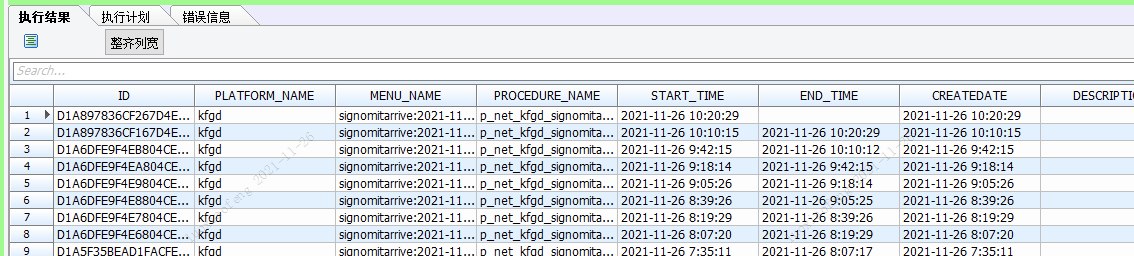 执行结果 执行计划 错误信息
整齐列宽
Search...
ID PLATFORM_NAME MENU_NAME PROCEDURE_NAME START_TIME END_TIME CREATEDATE DESCRIPTI
1 D1A897836CF267D4E... kfgd signomitarrive:2021-11... p_net_kfgd_signomita... 2021-11-26 10:20:29 2021-11-26 10:20:29
2 D1A897836CF167D4E... kfgd signomitarrive:2021-11... p_net_kfgd_signomita... 2021-11-26 10:10:15 2021-11-26 10:20:29 2021-11-26 10:10:15
3 D1A6DFE9F4EB804CE... kfgd signomitarrive:2021-11... p_net_kfgd_signomita... 2021-11-26 9:42:15 2021-11-26 10:10:12 2021-11-26 9:42:15
4 D1A6DFE9F4EA804CE... kfgd signomitarrive:2021-11... p_net_kfgd_signomita... 2021-11-26 9:18:14 2021-11-26 9:42:15 2021-11-26 9:18:14
5 D1A6DFE9F4E9804CE... kfgd signomitarrive:2021-11... p_net_kfgd_signomita... 2021-11-26 9:05:26 2021-11-26 9:18:14 2021-11-26 9:05:26
6 D1A6DFE9F4E8804CE... kfgd signomitarrive:2021-11... p_net_kfgd_signomita... 2021-11-26 8:39:26 2021-11-26 9:05:25 2021-11-26 8:39:26
7 D1A6DFE9F4E7804CE... kfgd signomitarrive:2021-11... p_net_kfgd_signomita... 2021-11-26 8:19:29 2021-11-26 8:39:26 2021-11-26 8:19:29
8 D1A6DFE9F4E6804CE... kfgd signomitarrive:2021-11... p_net_kfgd_signomita... 2021-11-26 8:07:20 2021-11-26 8:19:29 2021-11-26 8:07:20
9 D1A5F35BEAD1FACFE... kfgd signomitarrive:2021-11... p_net_kfgd_signomita... 2021-11-26 7:35:11 2021-11-26 8:07:17 2021-11-26 7:35:11